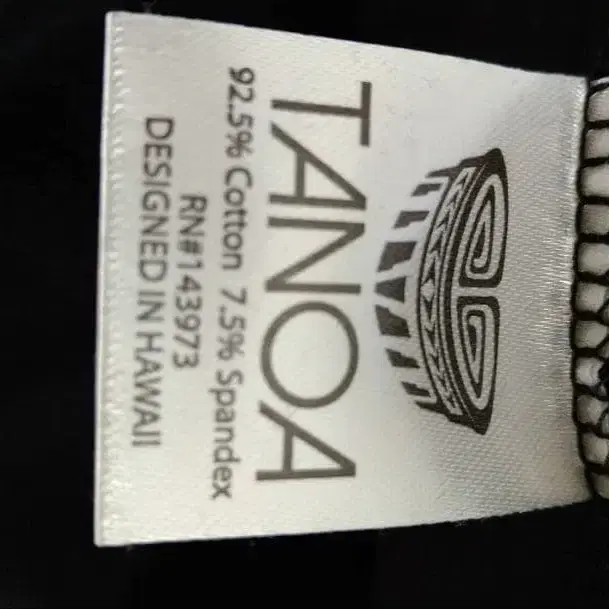 TANOA
92.5% Cotton 7.5% Spandex
RN#143973
DESIGNED IN HAWAII